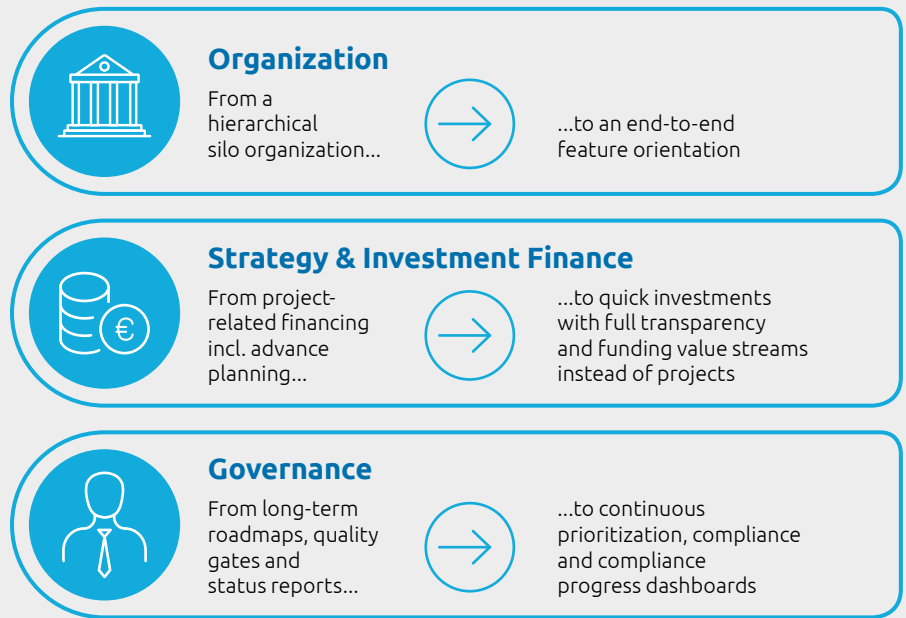 Organization
From a
hierarchical
silo organization...
...to an end-to-end
feature orientation
Strategy & Investment Finance
From project-
related financing
incl. advance
planning...
...to quick investments
with full transparency
and funding value streams
instead of projects
€
Governance
From long-term
roadmaps, quality
gates and
status reports...
...to continuous
prioritization, compliance
and compliance
progress dashboards